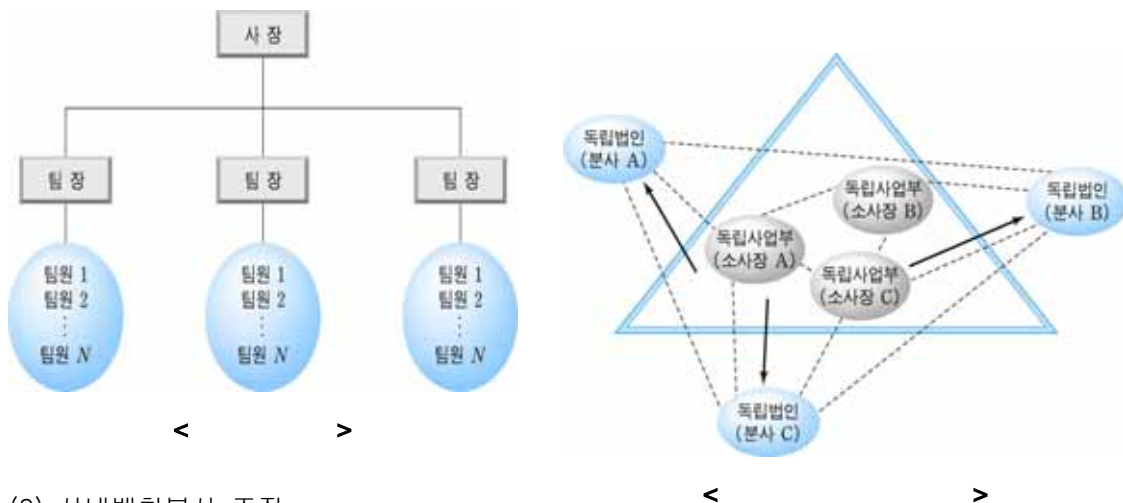 사 장
팀 장
팀 장
팀 장
팀원 1
팀원 2
팀원 N
팀원 1
팀원 2
팀원 N
팀원 1
팀원 2
팀원 N
< >
독립법인
(분사 A)
독립사업부
(소사장 B)
독립법인
(분사 B)
독립사업부
(소사장 A)
독립사업부
(소사장 C)
독립법인
(분사 C)
< >